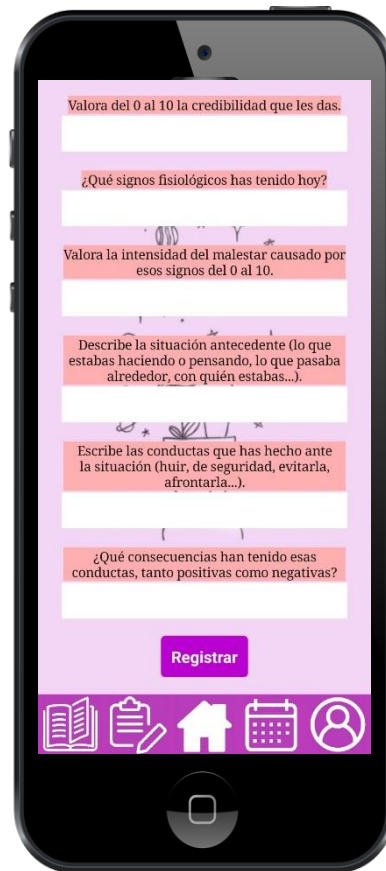 Valora del 0 al 10 la credibilidad que les das.
¿Qué signos fisiológicos has tenido hoy?
Valora la intensidad del malestar causado por
esos signos del 0 al 10.
Describe la situación antecedente (lo que
estabas haciendo o pensando, lo que pasaba
alrededor, con quién estabas...).
Escribe las conductas que has hecho ante
la situación (huir, de seguridad, evitarla,
afrontarla...).
¿Qué consecuencias han tenido esas
conductas, tanto positivas como negativas?
Registrar